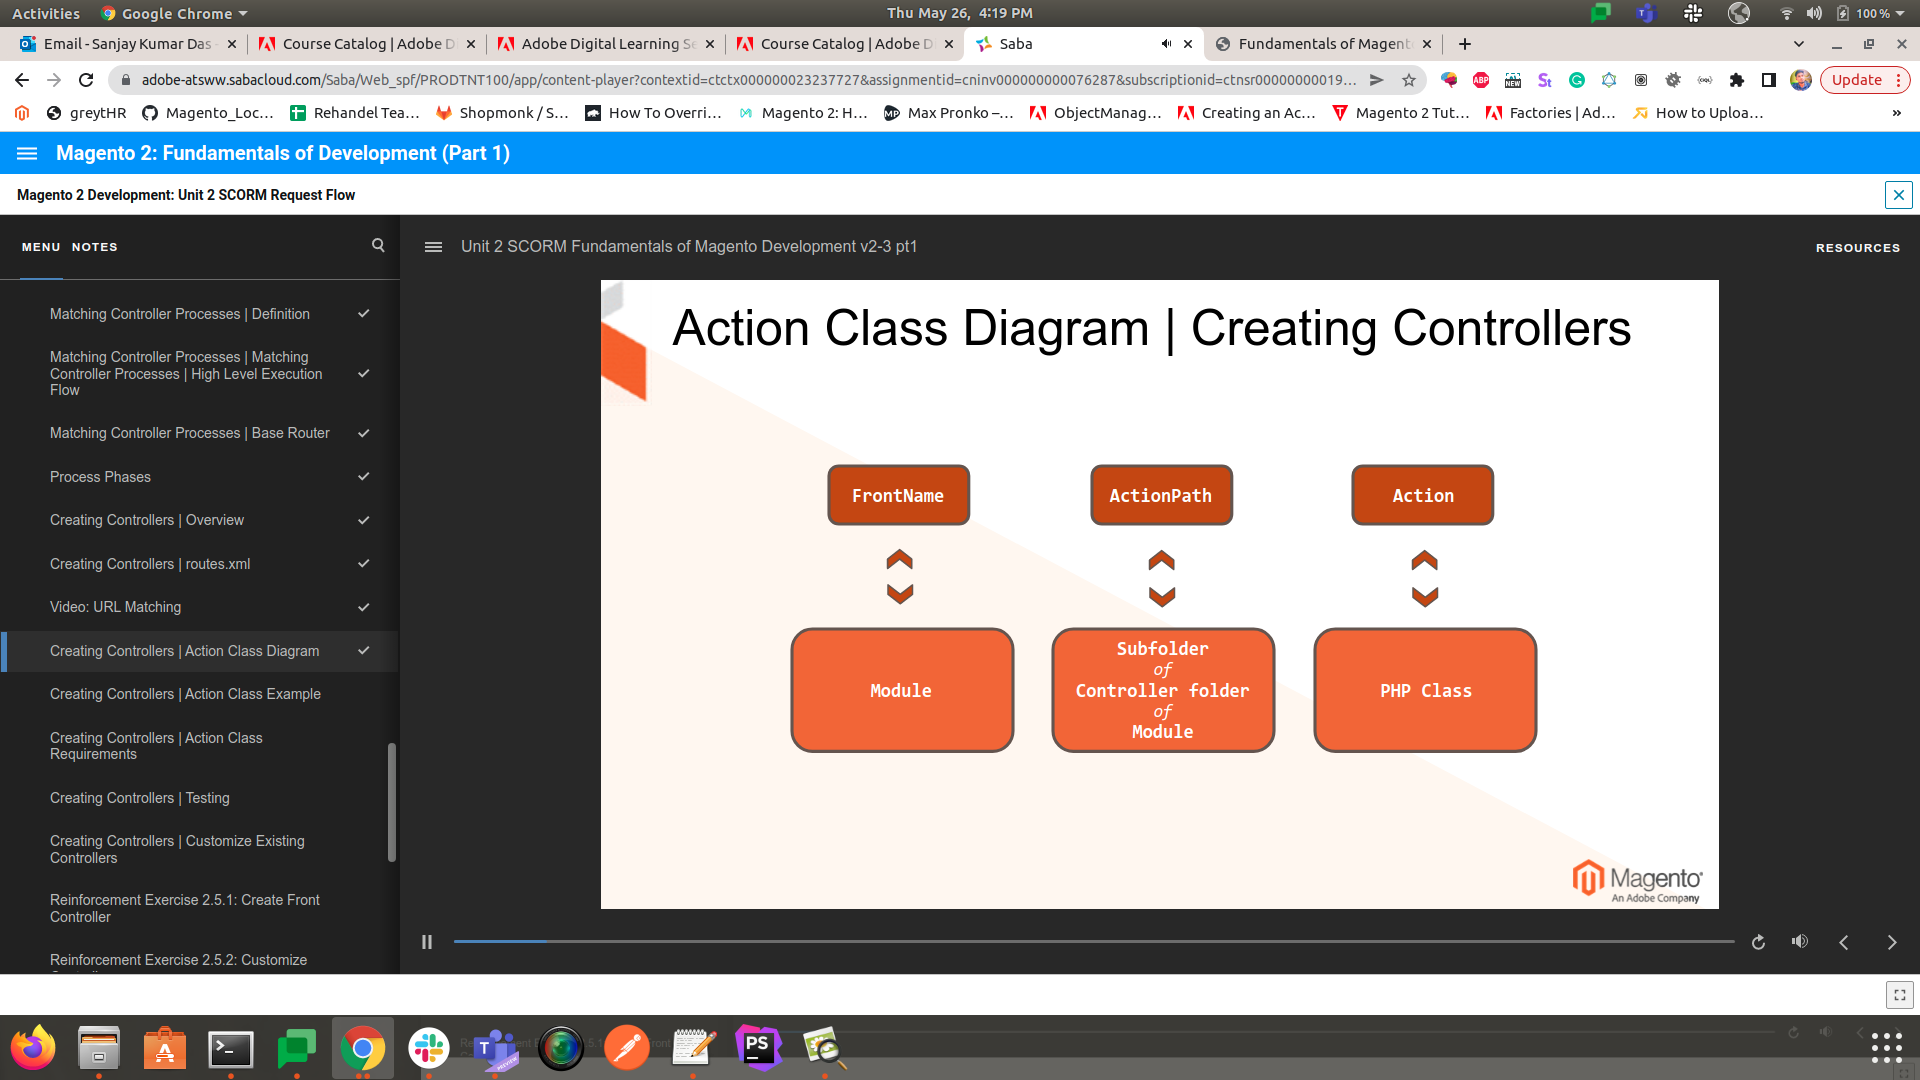 Activities Google Chrome Thu May 26, 4:19 PM 100 %
Email - Sanjay Kumar Das Course Catalog | Adobe D Adobe Digital Learning Se Course Catalog | Adobe D Saba Fundamentals of Magent
adobe-atsww.sabacloud.com/Saba/Web_spf/PRODTNT100/app/content-player?contextid=ctctx000000023237727&assignmentid=cninv000000000076287&subscriptionid=ctnsr00000000019... ABP NEW St Update
greytHR Magento_Loc... Rehandel Tea... Shopmonk / S... How To Overri... Magento 2: H... Max Pronko –... ObjectManag... Creating an Ac... Magento 2 Tut... Factories | Ad... How to Uploa... »
Magento 2: Fundamentals of Development (Part 1)
Magento 2 Development: Unit 2 SCORM Request Flow
MENU NOTES
Unit 2 SCORM Fundamentals of Magento Development v2-3 pt1
RESOURCES
Matching Controller Processes | Definition
Matching Controller Processes | Matching
Controller Processes | High Level Execution
Flow
Matching Controller Processes | Base Router
Process Phases
Creating Controllers | Overview
Creating Controllers | routes.xml
Video: URL Matching
Creating Controllers | Action Class Diagram
Creating Controllers | Action Class Example
Creating Controllers | Action Class
Requirements
Creating Controllers | Testing
Creating Controllers | Customize Existing
Controllers
Reinforcement Exercise 2.5.1: Create Front
Controller
Reinforcement Exercise 2.5.2: Customize
Action Class Diagram | Creating Controllers
FrontName ActionPath Action
Module
Subfolder
of
Controller folder
of
Module
PHP Class
Magento
An Adobe Company
PS